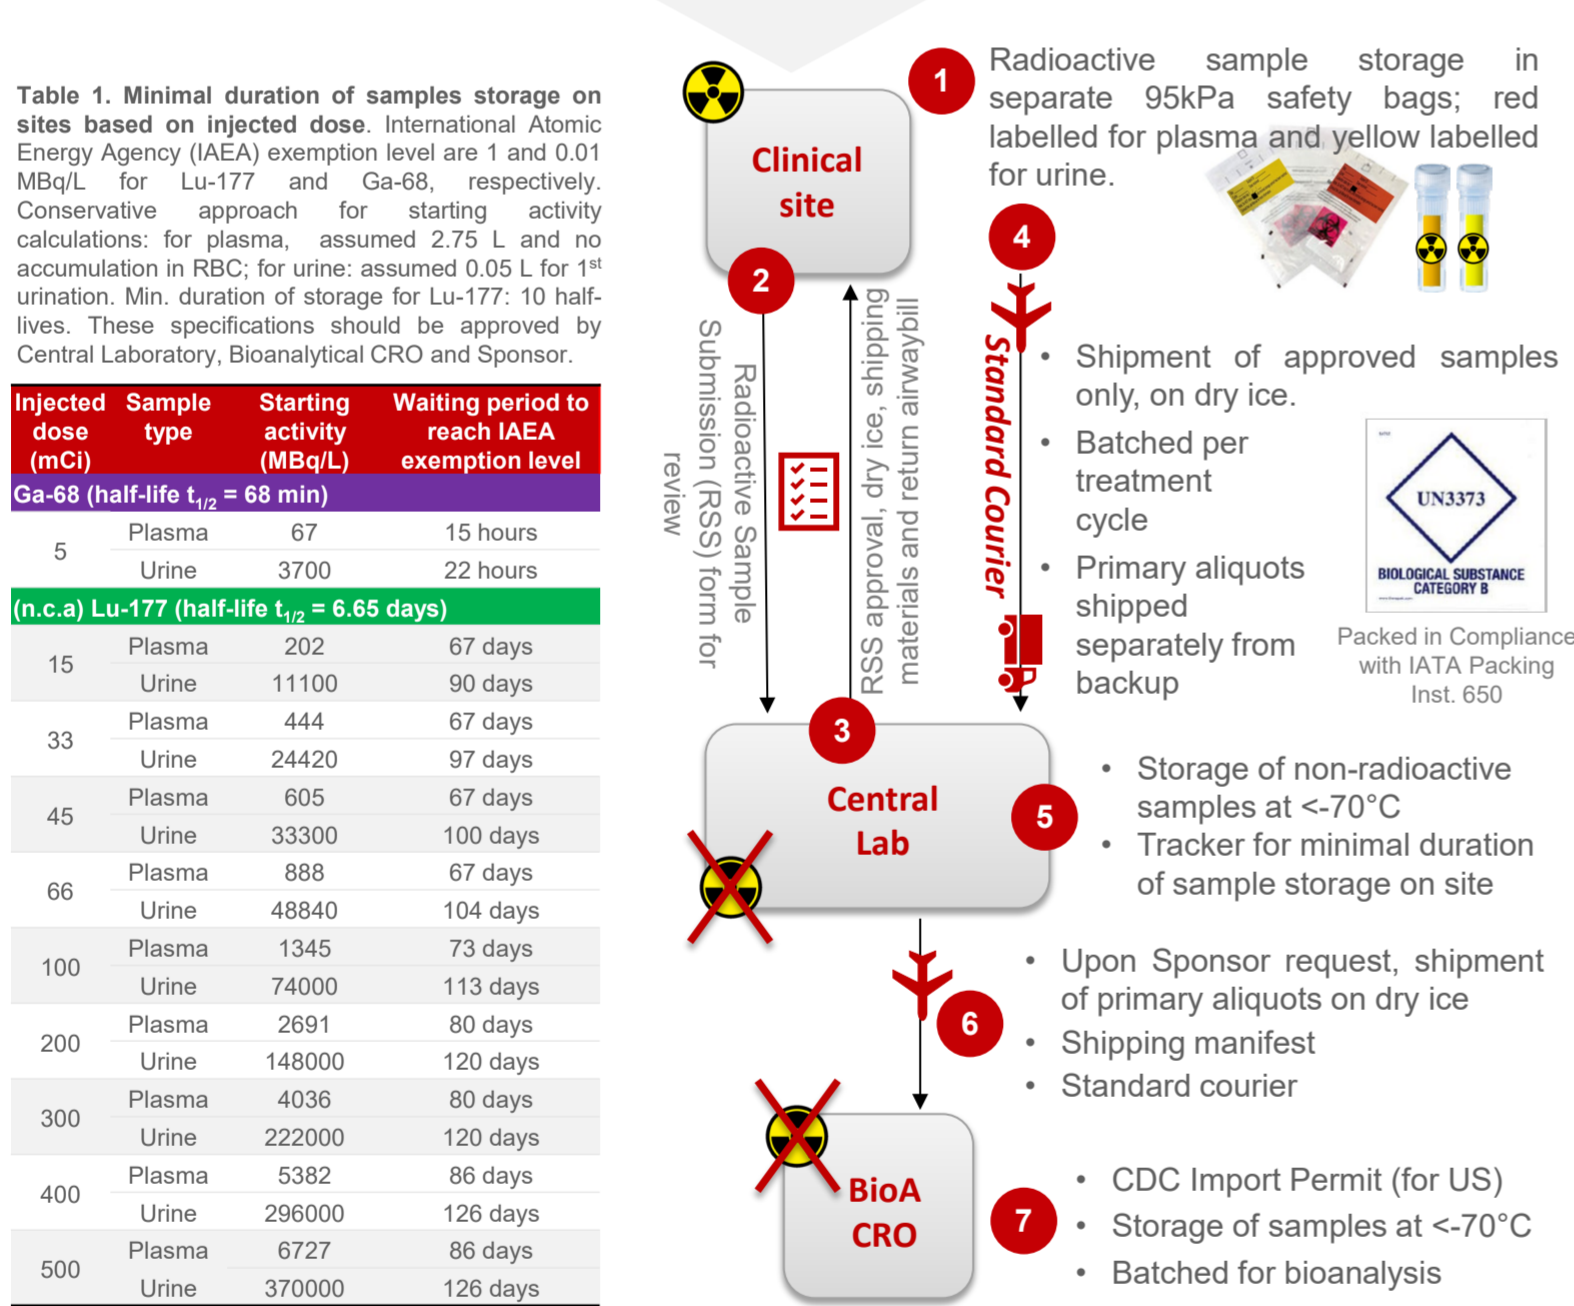 Table 1. Minimal duration of samples storage on
sites based on injected dose. International Atomic
Energy Agency (IAEA) exemption level are 1 and 0.01
MBq/L for Lu-177 and Ga-68, respectively.
Conservative approach for starting activity
calculations: for plasma, assumed 2.75 L and no
accumulation in RBC; for urine: assumed 0.05 L for 1st
urination. Min. duration of storage for Lu-177: 10 half-
lives. These specifications should be approved by
Central Laboratory, Bioanalytical CRO and Sponsor.
Injected dose (mCi) Sample type Starting activity (MBq/L) Waiting period to reach IAEA exemption level
Ga-68 (half-life t1/2 = 68 min)
5 Plasma 67 15 hours
Urine 3700 22 hours
(n.c.a) Lu-177 (half-life t1/2 = 6.65 days)
15 Plasma 202 67 days
Urine 11100 90 days
33 Plasma 444 67 days
Urine 24420 97 days
45 Plasma 605 67 days
Urine 33300 100 days
66 Plasma 888 67 days
Urine 48840 104 days
100 Plasma 1345 73 days
Urine 74000 113 days
200 Plasma 2691 80 days
Urine 148000 120 days
300 Plasma 4036 80 days
Urine 222000 120 days
400 Plasma 5382 86 days
Urine 296000 126 days
500 Plasma 6727 86 days
Urine 370000 126 days
Clinical
site
1
Radioactive sample storage in
separate 95kPa safety bags; red
labelled for plasma and yellow labelled
for urine.
2
Radioactive Sample
Submission (RSS) form for
review
RSS approval, dry ice, shipping
materials and return airwaybill
4
Standard Courier
• Shipment of approved samples
only, on dry ice.
• Batched per
treatment
cycle
• Primary aliquots
shipped
separately from
backup
UN3373
BIOLOGICAL SUBSTANCE
CATEGORY B
Packed in Compliance
with IATA Packing
Inst. 650
3
Central
Lab
5
• Storage of non-radioactive
samples at <-70°C
• Tracker for minimal duration
of sample storage on site
6
• Upon Sponsor request, shipment
of primary aliquots on dry ice
• Shipping manifest
• Standard courier
BioA
CRO
7
• CDC Import Permit (for US)
• Storage of samples at <-70°C
• Batched for bioanalysis